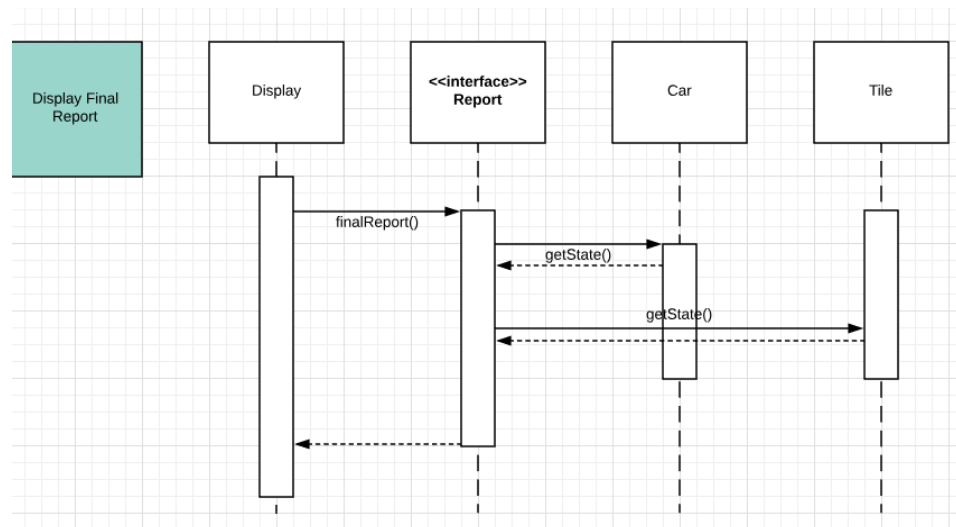 Display Final
Report
Display
<<interface>>
Report
Car
Tile
finalReport()
getState()
getState()